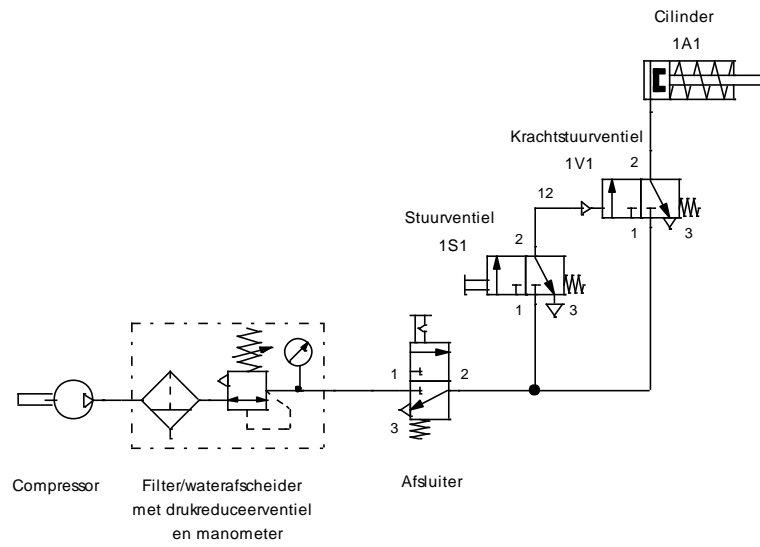 Cilinder
1A1
Krachtstuurventiel
1V1
2
12
1
3
Stuurventiel
1S1
2
1
3
1
2
3
Compressor
Filter/waterafscheider
met drukreduceerventiel
en manometer
Afsluiter